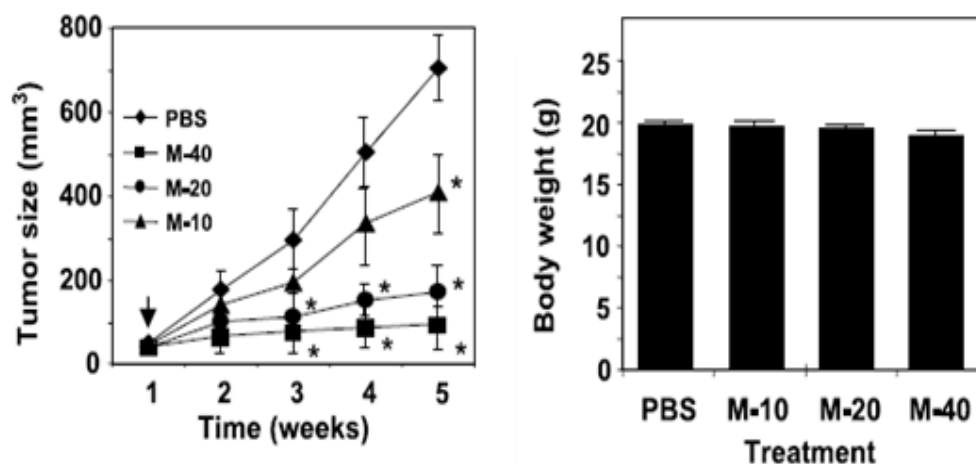 800
600
400
200
0
Tumor size (mm³)
PBS
M-40
M-20
M-10
*
*
*
*
*
*
*
1 2 3 4 5
Time (weeks)
25
20
15
10
5
0
Body weight (g)
PBS M-10 M-20 M-40
Treatment